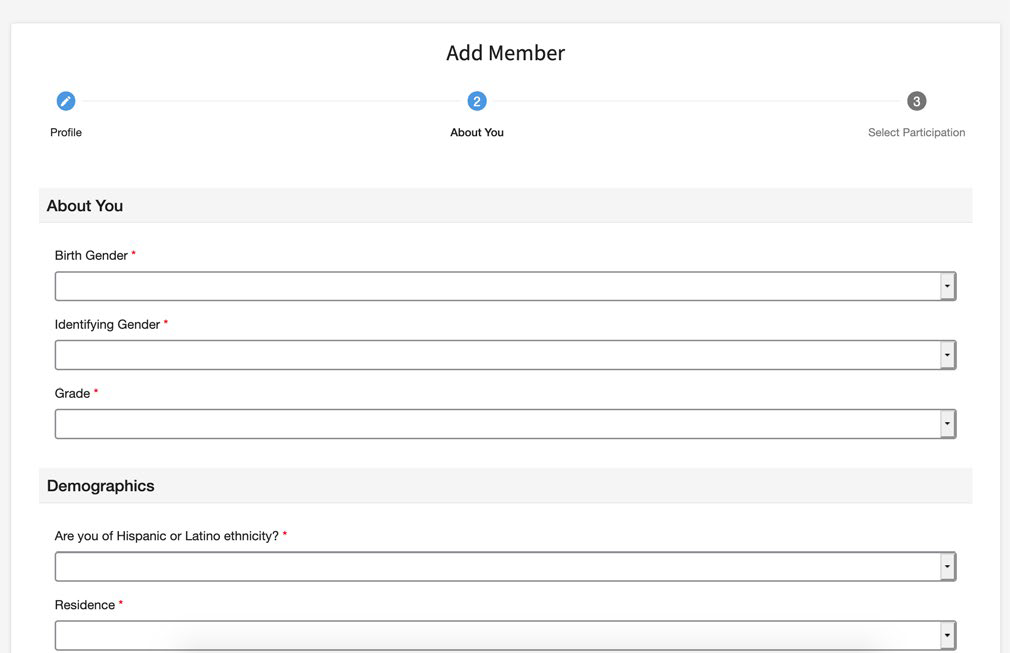 Add Member
2
3
Profile
About You
Select Participation
About You
Birth Gender *
Identifying Gender *
Grade *
Demographics
Are you of Hispanic or Latino ethnicity? *
Residence *